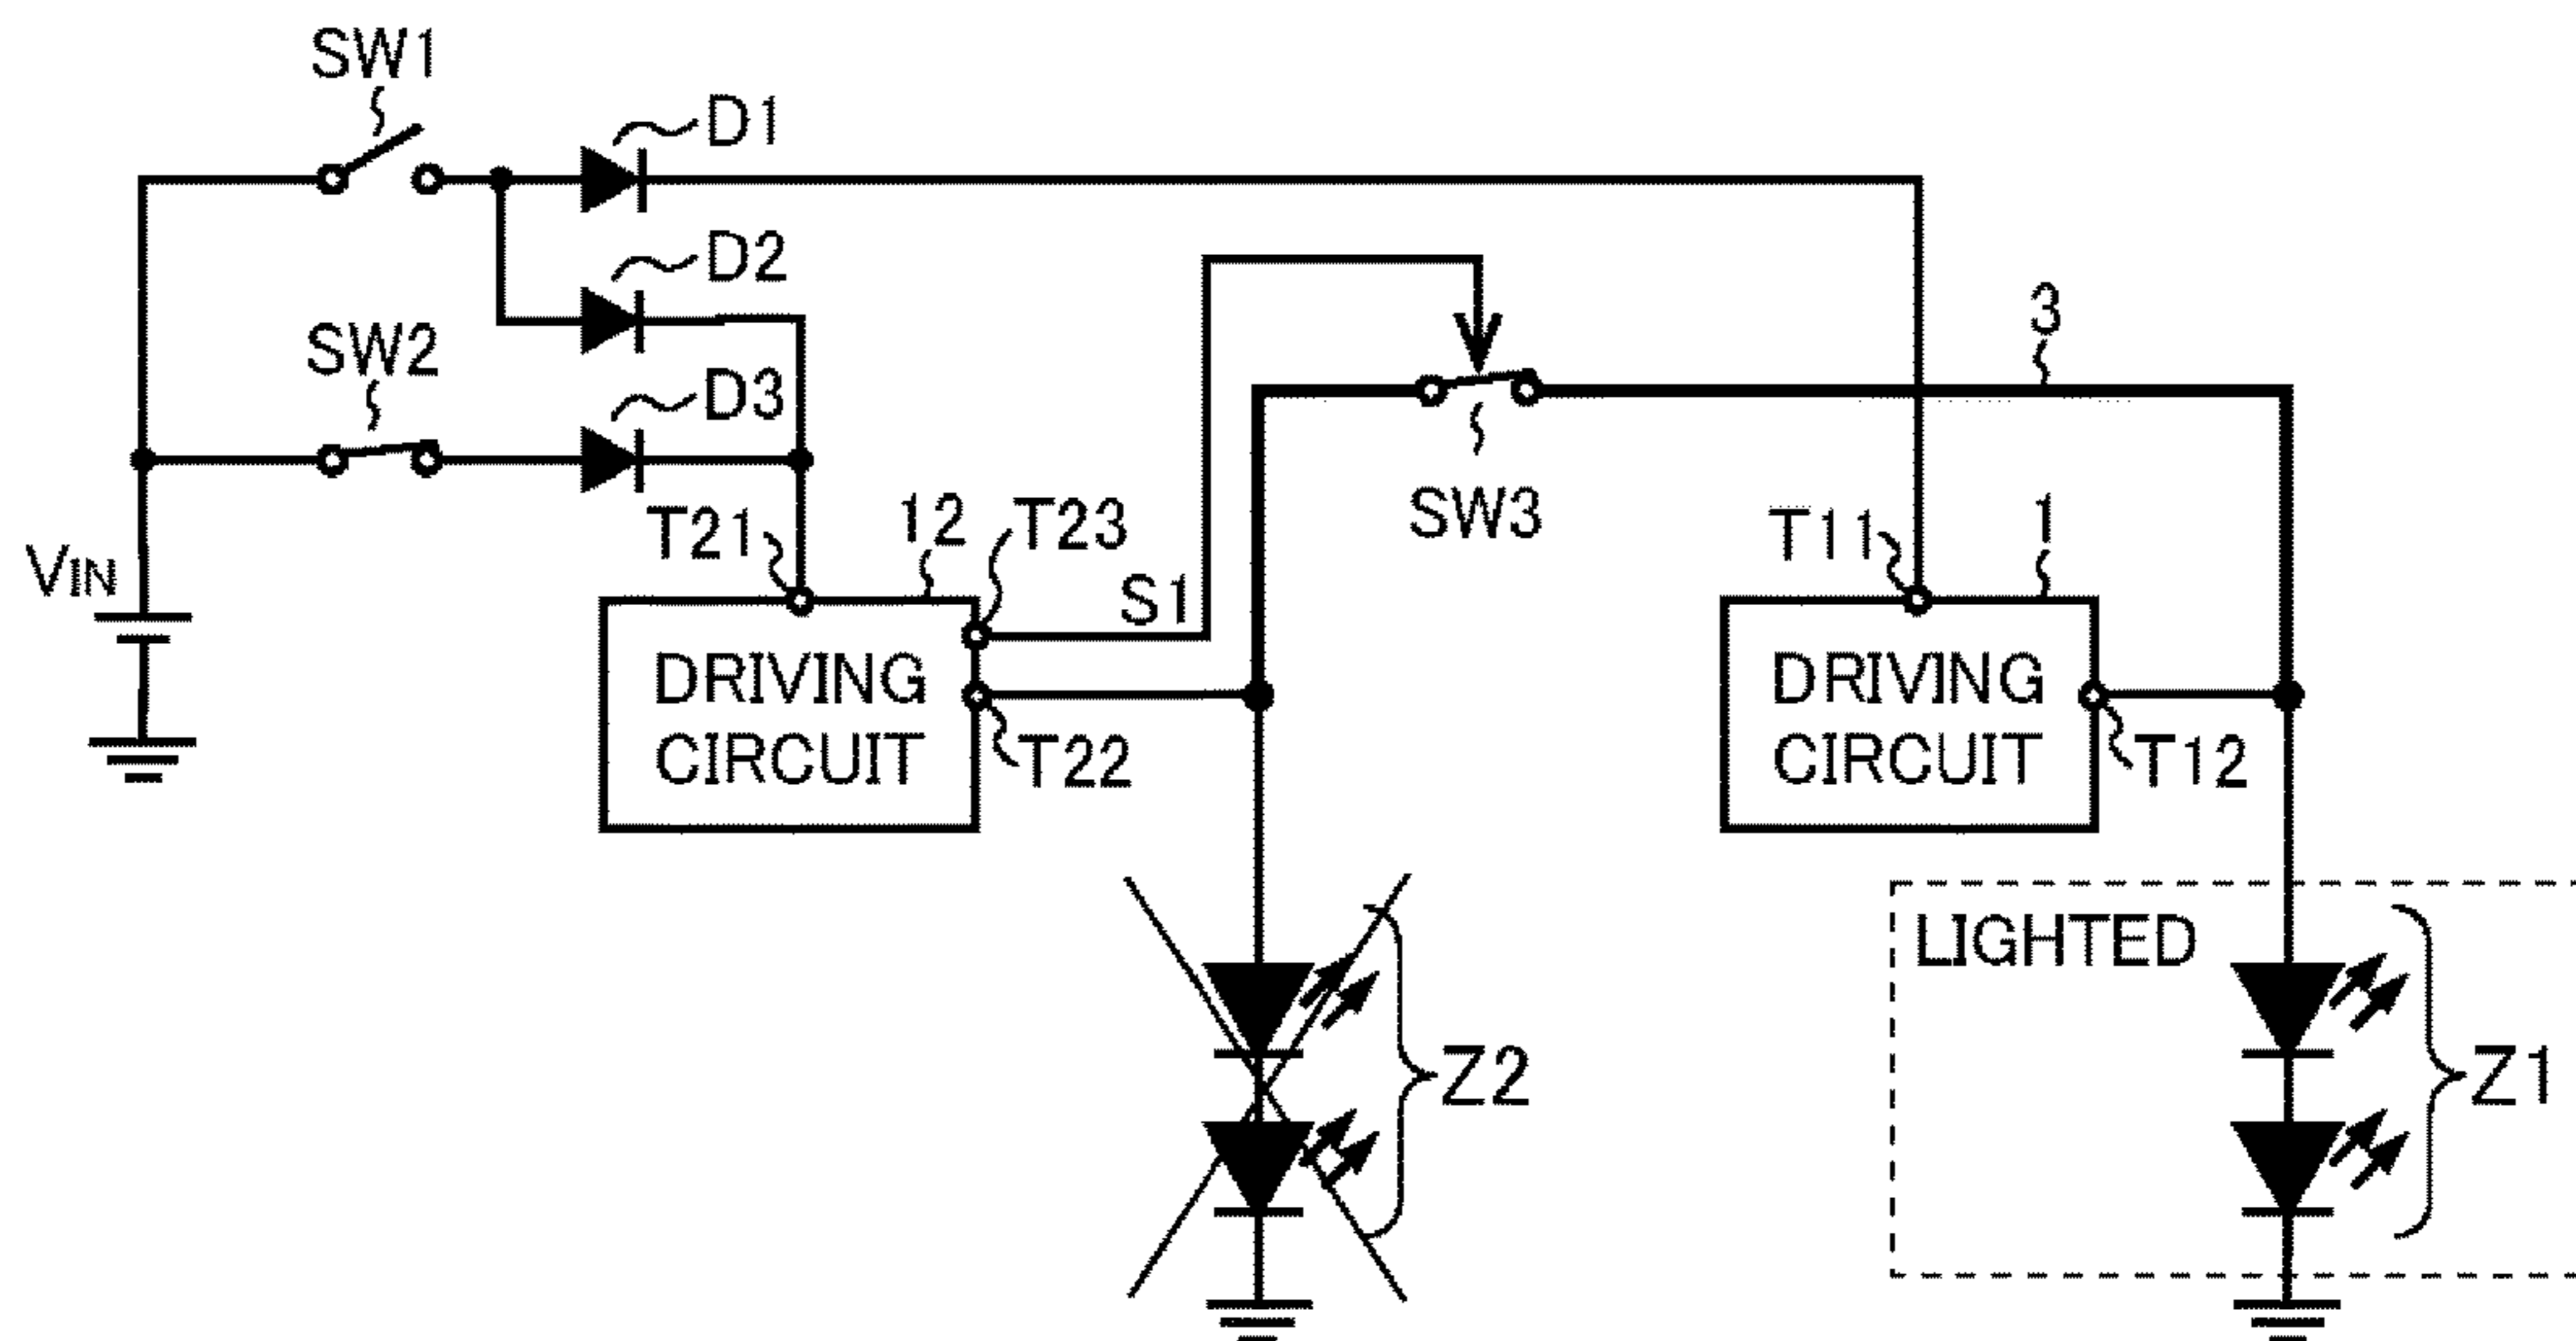 SW1
D1
D2
SW2
D3
3
T21
12
T23
T11
1
VIN
S1
SW3
DRIVING
CIRCUIT
T22
DRIVING
CIRCUIT
T12
LIGHTED
Z2
Z1